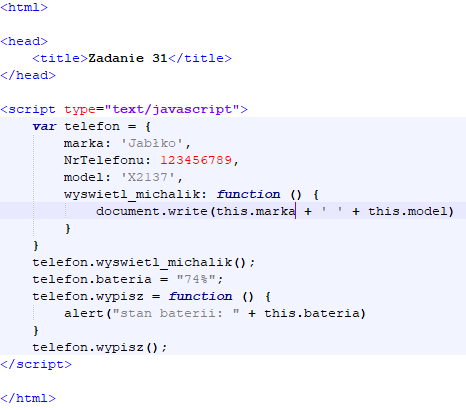 <html>
<head>
<title>Zadanie 31</title>
</head>
<script type="text/javascript">
var telefon = {
marka: 'Jabłko',
NrTelefonu: 123456789,
model: 'X2137',
wyswietl_michalik: function () {
document.write(this.marka + ' ' + this.model)
}
}
telefon.wyswietl_michalik();
telefon.bateria = "74%";
telefon.wypisz = function () {
alert("stan baterii: " + this.bateria)
}
telefon.wypisz();
</script>
</html>